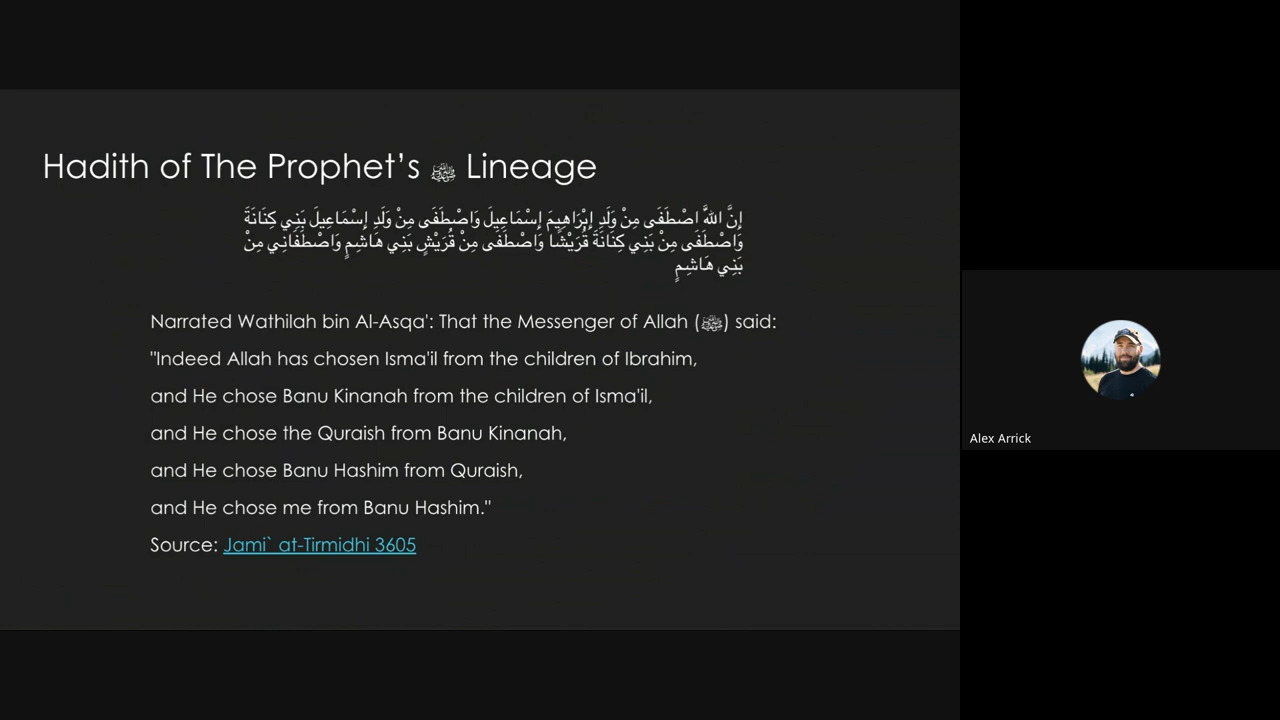 Hadith of The Prophet’s ﷺ Lineage
إِنَّ اللَّهَ اصْطَفَى مِنْ وَلَدِ إِبْرَاهِيمَ إِسْمَاعِيلَ وَاصْطَفَى مِنْ وَلَدِ إِسْمَاعِيلَ بَنِي كِنَانَةَ
وَاصْطَفَى مِنْ بَنِي كِنَانَةَ قُرَيْشًا وَاصْطَفَى مِنْ قُرَيْشٍ بَنِي هَاشِمٍ وَاصْطَفَانِي مِنْ
بَنِي هَاشِمٍ
Narrated Wathilah bin Al-Asqa': That the Messenger of Allah (ﷺ) said:
"Indeed Allah has chosen Isma'il from the children of Ibrahim,
and He chose Banu Kinanah from the children of Isma'il,
and He chose the Quraish from Banu Kinanah,
and He chose Banu Hashim from Quraish,
and He chose me from Banu Hashim."
Source: Jami` at-Tirmidhi 3605
Alex Arrick